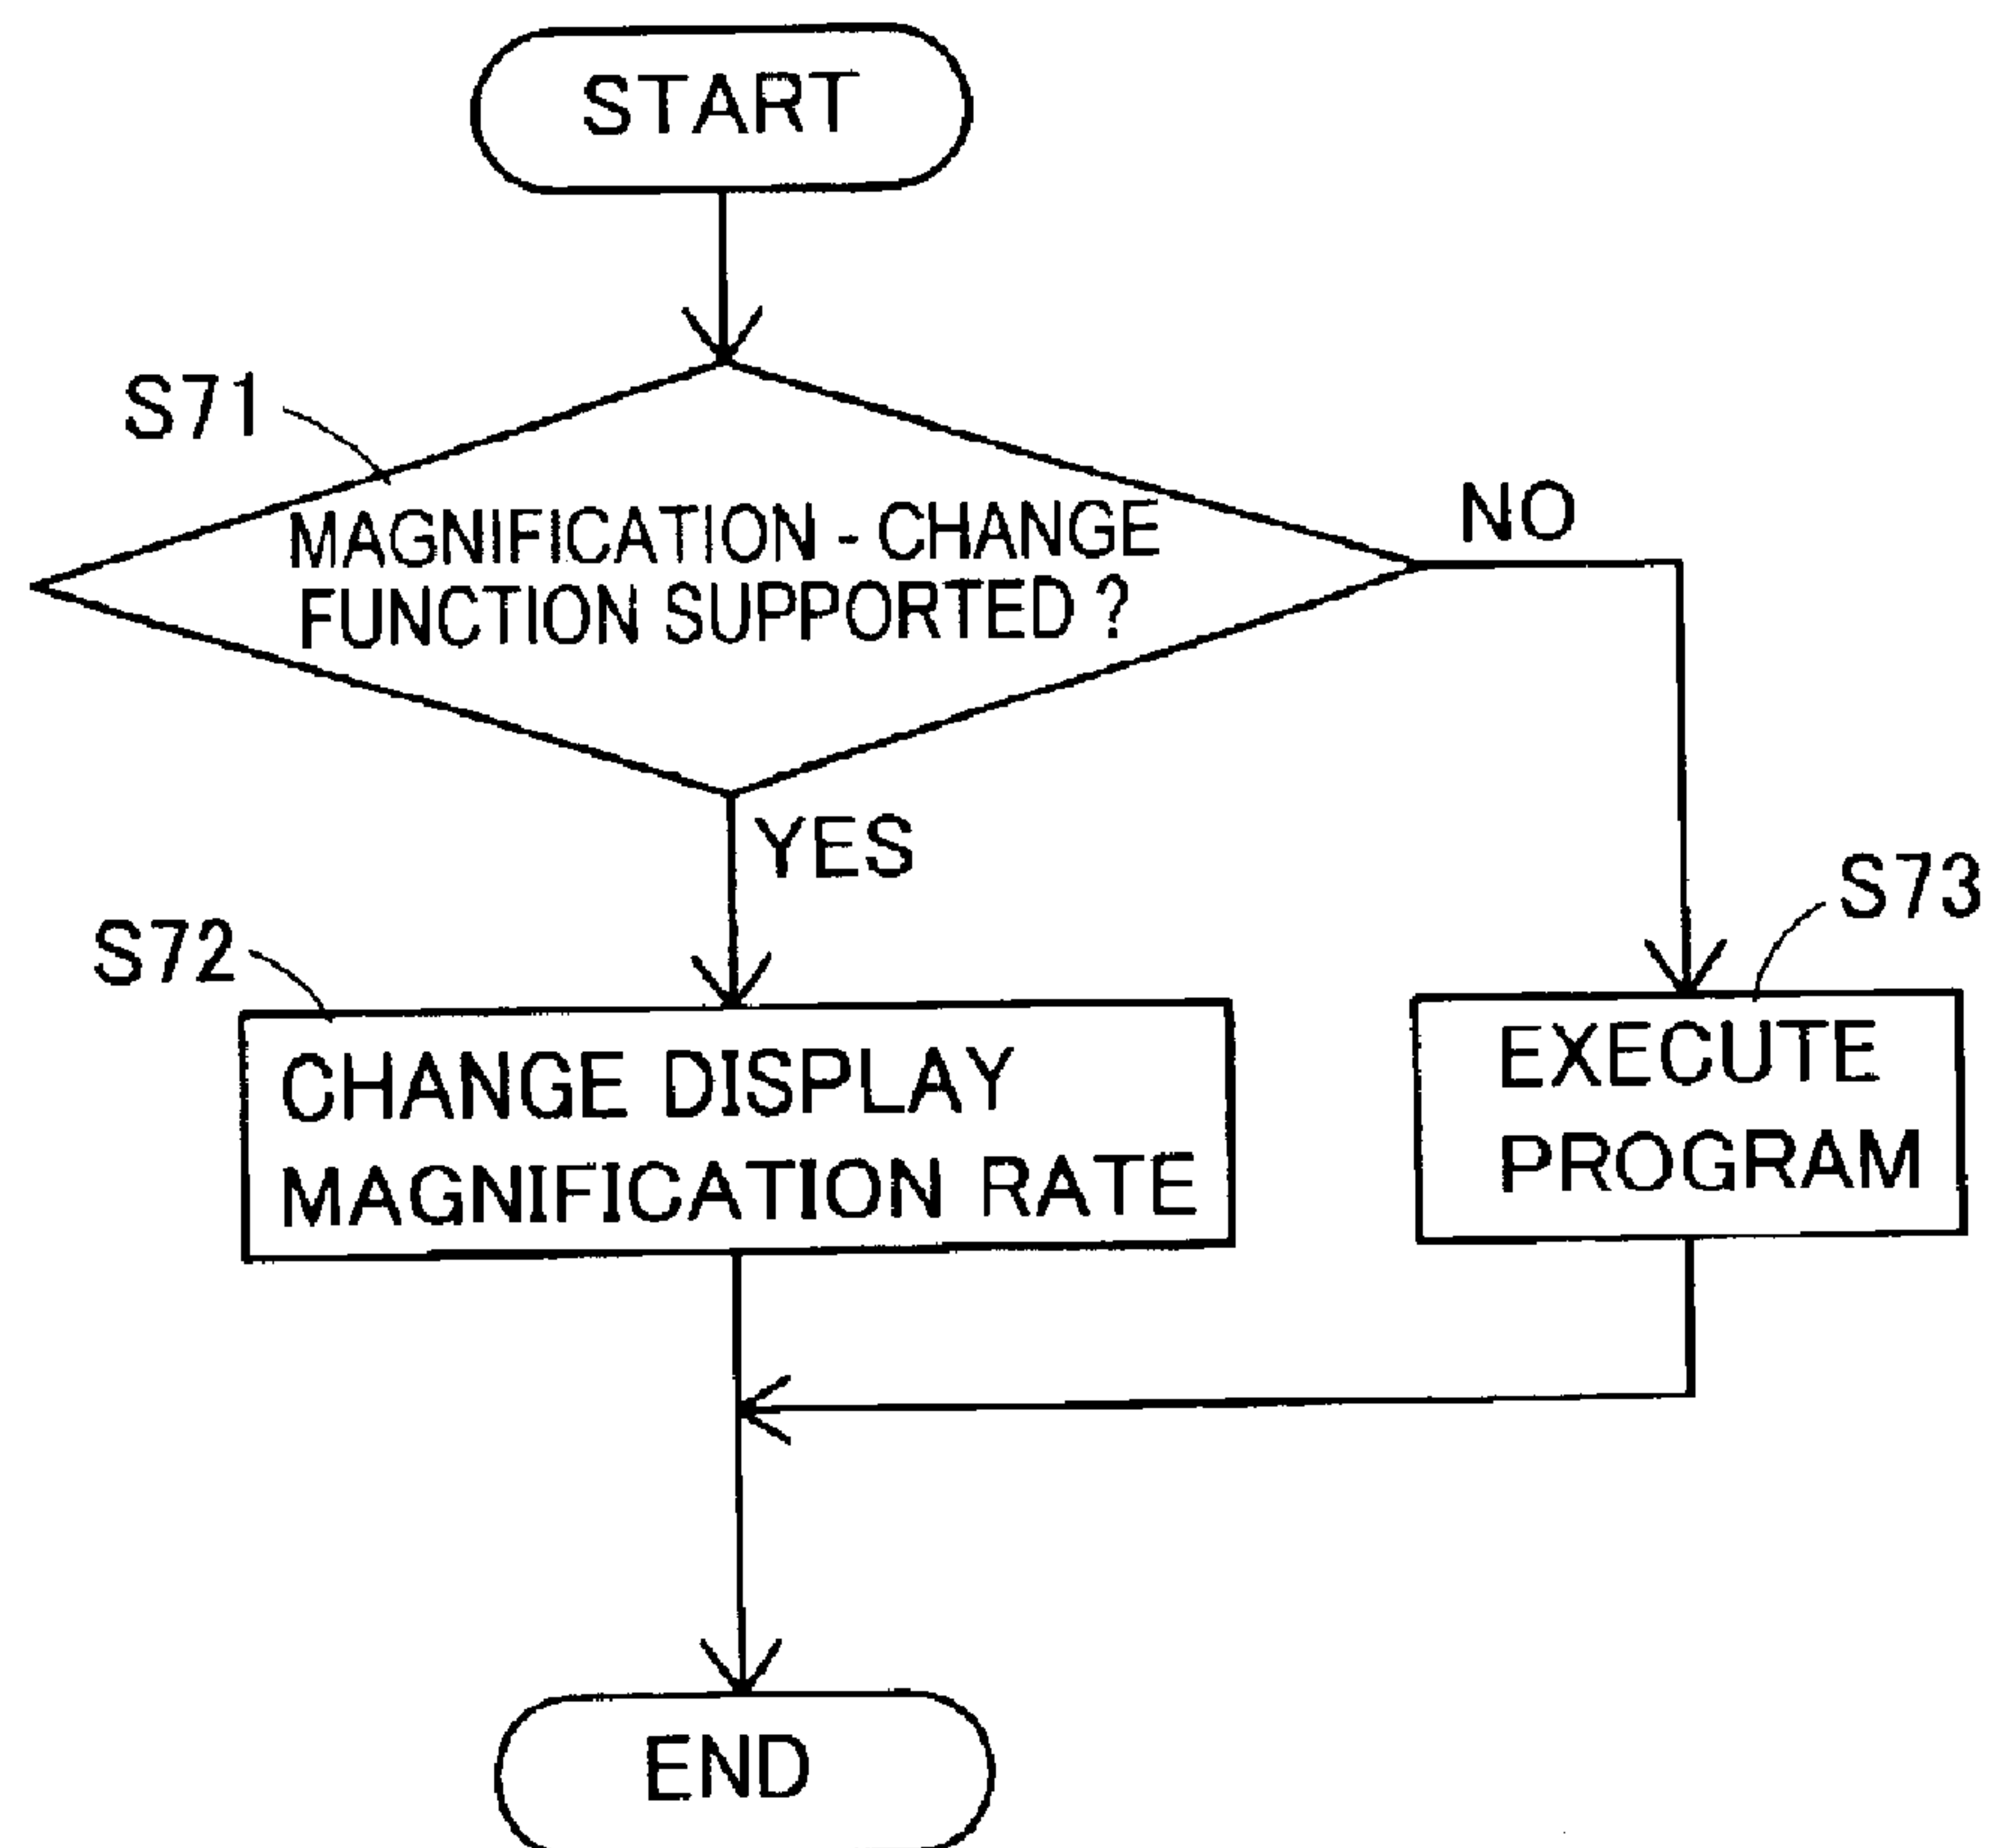 START
S71
MAGNIFICATION - CHANGE
FUNCTION SUPPORTED ?
NO
YES
S72
S73
CHANGE DISPLAY
MAGNIFICATION RATE
EXECUTE
PROGRAM
END